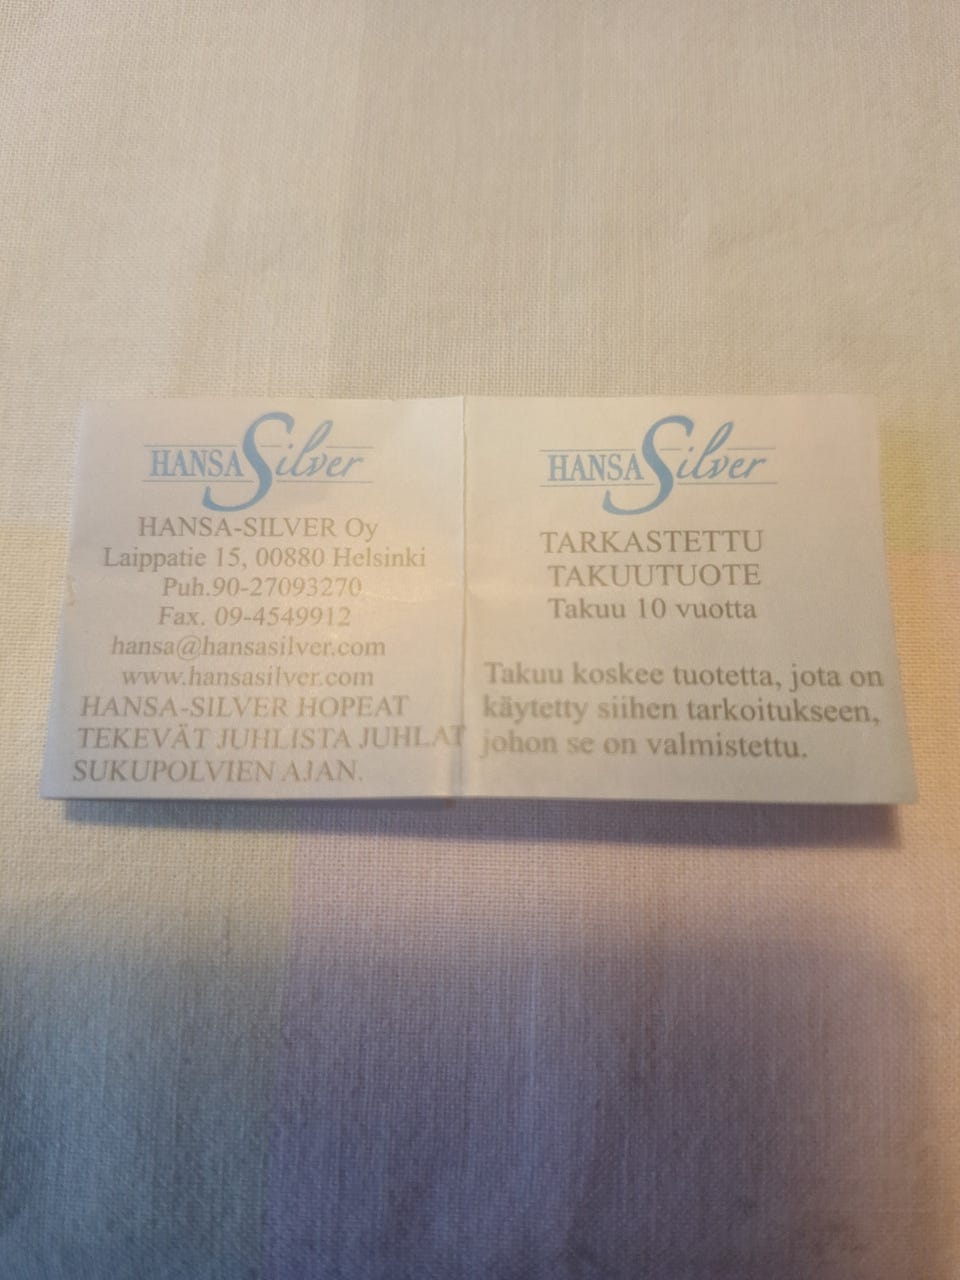 HANSA Silver
HANSA-SILVER Oy
Laippatie 15, 00880 Helsinki
Puh.90-27093270
Fax. 09-4549912
hansa@hansasilver.com
www.hansasilver.com
HANSA-SILVER HOPEAT
TEKEVÄT JUHLISTA JUHLAT
SUKUPOLVIEN AJAN.
HANSA Silver
TARKASTETTU
TAKUUTUOTE
Takuu 10 vuotta
Takuu koskee tuotetta, jota on
käytetty siihen tarkoitukseen,
johon se on valmistettu.